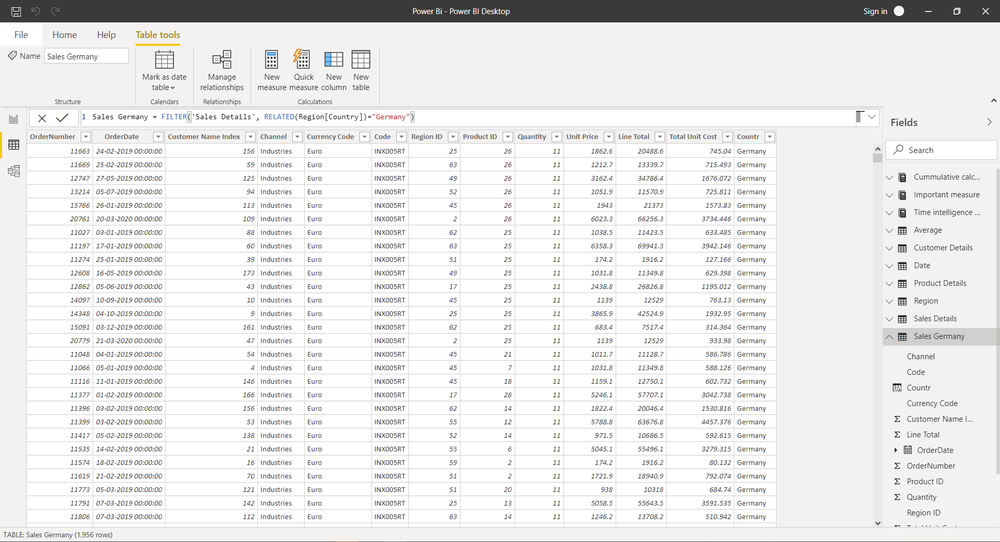 Power Bi - Power BI Desktop
Sign in
File Home Help Table tools
Name Sales Germany
Mark as date table
Manage relationships
New measure
Quick measure
New column
New table
Structure Calendars Relationships Calculations
1 Sales Germany = FILTER('Sales Details', RELATED(Region[Country])="Germany")
OrderNumber OrderDate Customer Name Index Channel Currency Code Code Region ID Product ID Quantity Unit Price Line Total Total Unit Cost Countr
11663 24-02-2019 00:00:00 156 Industries Euro INX005RT 25 26 11 1862.6 20488.6 745.04 Germany
11669 25-02-2019 00:00:00 59 Industries Euro INX005RT 63 26 11 1212.7 13339.7 715.493 Germany
12747 27-05-2019 00:00:00 125 Industries Euro INX005RT 49 26 11 3162.4 34786.4 1676.072 Germany
13214 05-07-2019 00:00:00 94 Industries Euro INX005RT 52 26 11 1051.9 11570.9 725.811 Germany
15766 26-01-2019 00:00:00 113 Industries Euro INX005RT 45 26 11 1943 21373 1573.83 Germany
20761 20-03-2020 00:00:00 109 Industries Euro INX005RT 2 26 11 6023.3 66256.3 3734.446 Germany
11027 03-01-2019 00:00:00 88 Industries Euro INX005RT 62 25 11 1038.5 11423.5 633.485 Germany
11197 17-01-2019 00:00:00 60 Industries Euro INX005RT 63 25 11 6358.3 69941.3 3942.146 Germany
11274 25-01-2019 00:00:00 39 Industries Euro INX005RT 51 25 11 174.2 1916.2 127.166 Germany
12608 16-05-2019 00:00:00 173 Industries Euro INX005RT 49 25 11 1031.8 11349.8 629.398 Germany
12862 05-06-2019 00:00:00 43 Industries Euro INX005RT 17 25 11 2438.8 26826.8 1195.012 Germany
14097 10-09-2019 00:00:00 10 Industries Euro INX005RT 45 25 11 1139 12529 763.13 Germany
14348 04-10-2019 00:00:00 9 Industries Euro INX005RT 25 25 11 3865.9 42524.9 1932.95 Germany
15091 03-12-2019 00:00:00 161 Industries Euro INX005RT 62 25 11 683.4 7517.4 314.364 Germany
20779 21-03-2020 00:00:00 47 Industries Euro INX005RT 2 25 11 1139 12529 933.98 Germany
11048 04-01-2019 00:00:00 54 Industries Euro INX005RT 45 21 11 1011.7 11128.7 586.786 Germany
11066 05-01-2019 00:00:00 4 Industries Euro INX005RT 45 7 11 1031.8 11349.8 588.126 Germany
11116 11-01-2019 00:00:00 146 Industries Euro INX005RT 45 18 11 1159.1 12750.1 602.732 Germany
11377 01-02-2019 00:00:00 166 Industries Euro INX005RT 17 28 11 5246.1 57707.1 3042.738 Germany
11396 03-02-2019 00:00:00 156 Industries Euro INX005RT 62 14 11 1822.4 20046.4 1530.816 Germany
11399 03-02-2019 00:00:00 53 Industries Euro INX005RT 55 12 11 5788.8 63676.8 4457.376 Germany
11417 05-02-2019 00:00:00 138 Industries Euro INX005RT 52 14 11 971.5 10686.5 592.615 Germany
11535 14-02-2019 00:00:00 21 Industries Euro INX005RT 55 6 11 5045.1 55496.1 3279.315 Germany
11574 18-02-2019 00:00:00 16 Industries Euro INX005RT 59 2 11 174.2 1916.2 80.132 Germany
11619 21-02-2019 00:00:00 70 Industries Euro INX005RT 51 2 11 1721.9 18940.9 792.074 Germany
11773 05-03-2019 00:00:00 121 Industries Euro INX005RT 51 20 11 938 10318 684.74 Germany
11791 07-03-2019 00:00:00 142 Industries Euro INX005RT 25 13 11 5058.5 55643.5 3591.535 Germany
11806 07-03-2019 00:00:00 112 Industries Euro INX005RT 63 14 11 1246.2 13708.2 510.942 Germany
TABLE: Sales Germany (1,956 rows)
Fields
Search
Cummulative calc...
Important measure
Time intelligence ...
Average
Customer Details
Date
Product Details
Region
Sales Details
Sales Germany
Channel
Code
Countr
Currency Code
Customer Name I...
Line Total
OrderDate
OrderNumber
Product ID
Quantity
Region ID